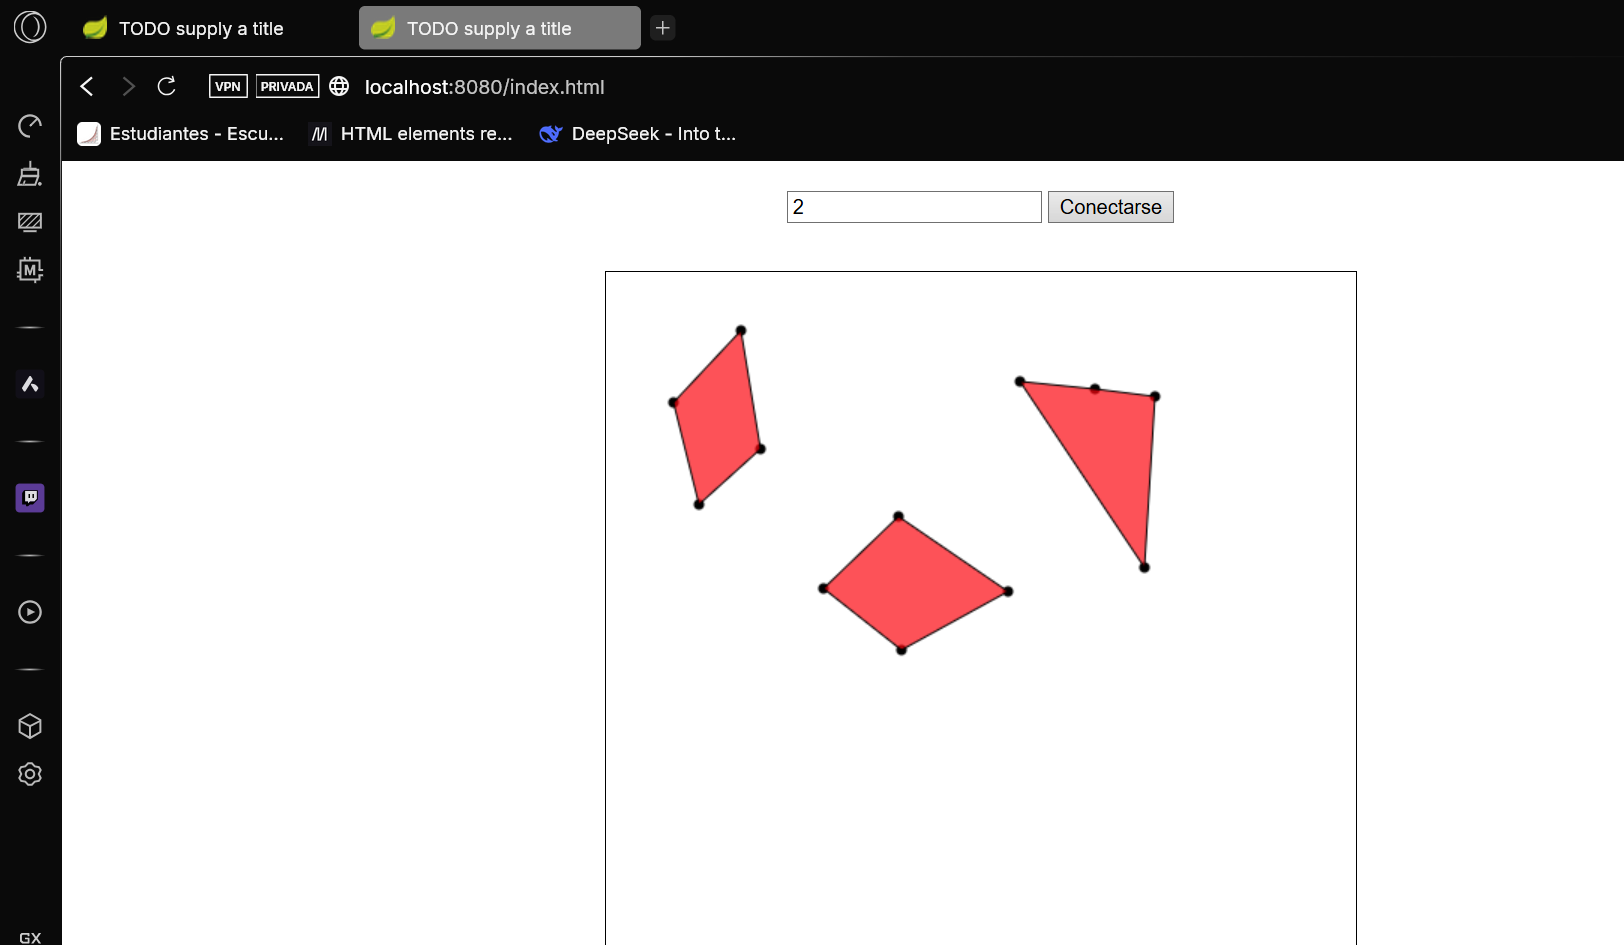 TODO supply a title
TODO supply a title
VPN PRIVADA localhost:8080/index.html
Estudiantes - Escu...
HTML elements re...
DeepSeek - Into t...
M
2 Conectarse
GX